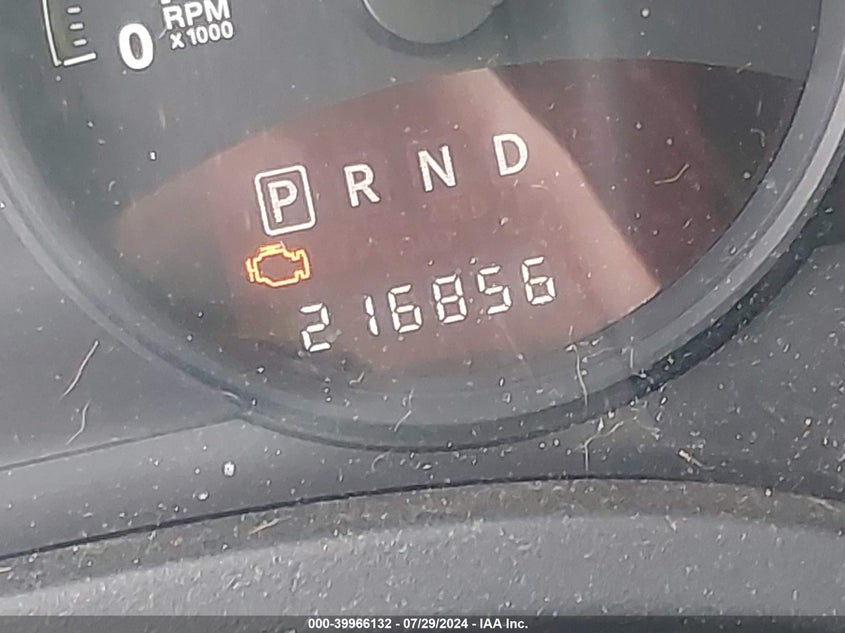 RPM
0 x1000
P R N D
216856
000-39966132 - 07/29/2024 - IAA Inc.